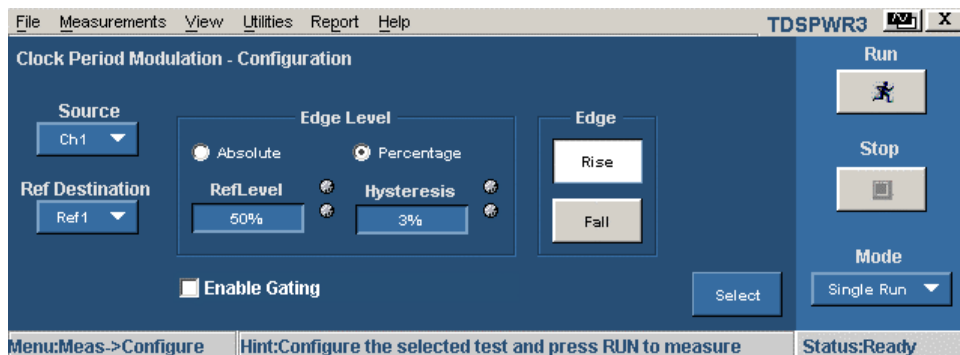 File Measurements View Utilities Report Help TDSPWR3 X
Clock Period Modulation - Configuration
Run
Source
Ch1
Edge Level
Edge
Absolute
Percentage
Rise
Stop
Ref Destination
Ref1
RefLevel
50%
Hysteresis
3%
Fall
Mode
Enable Gating
Select
Single Run
Menu:Meas->Configure
Hint:Configure the selected test and press RUN to measure
Status:Ready